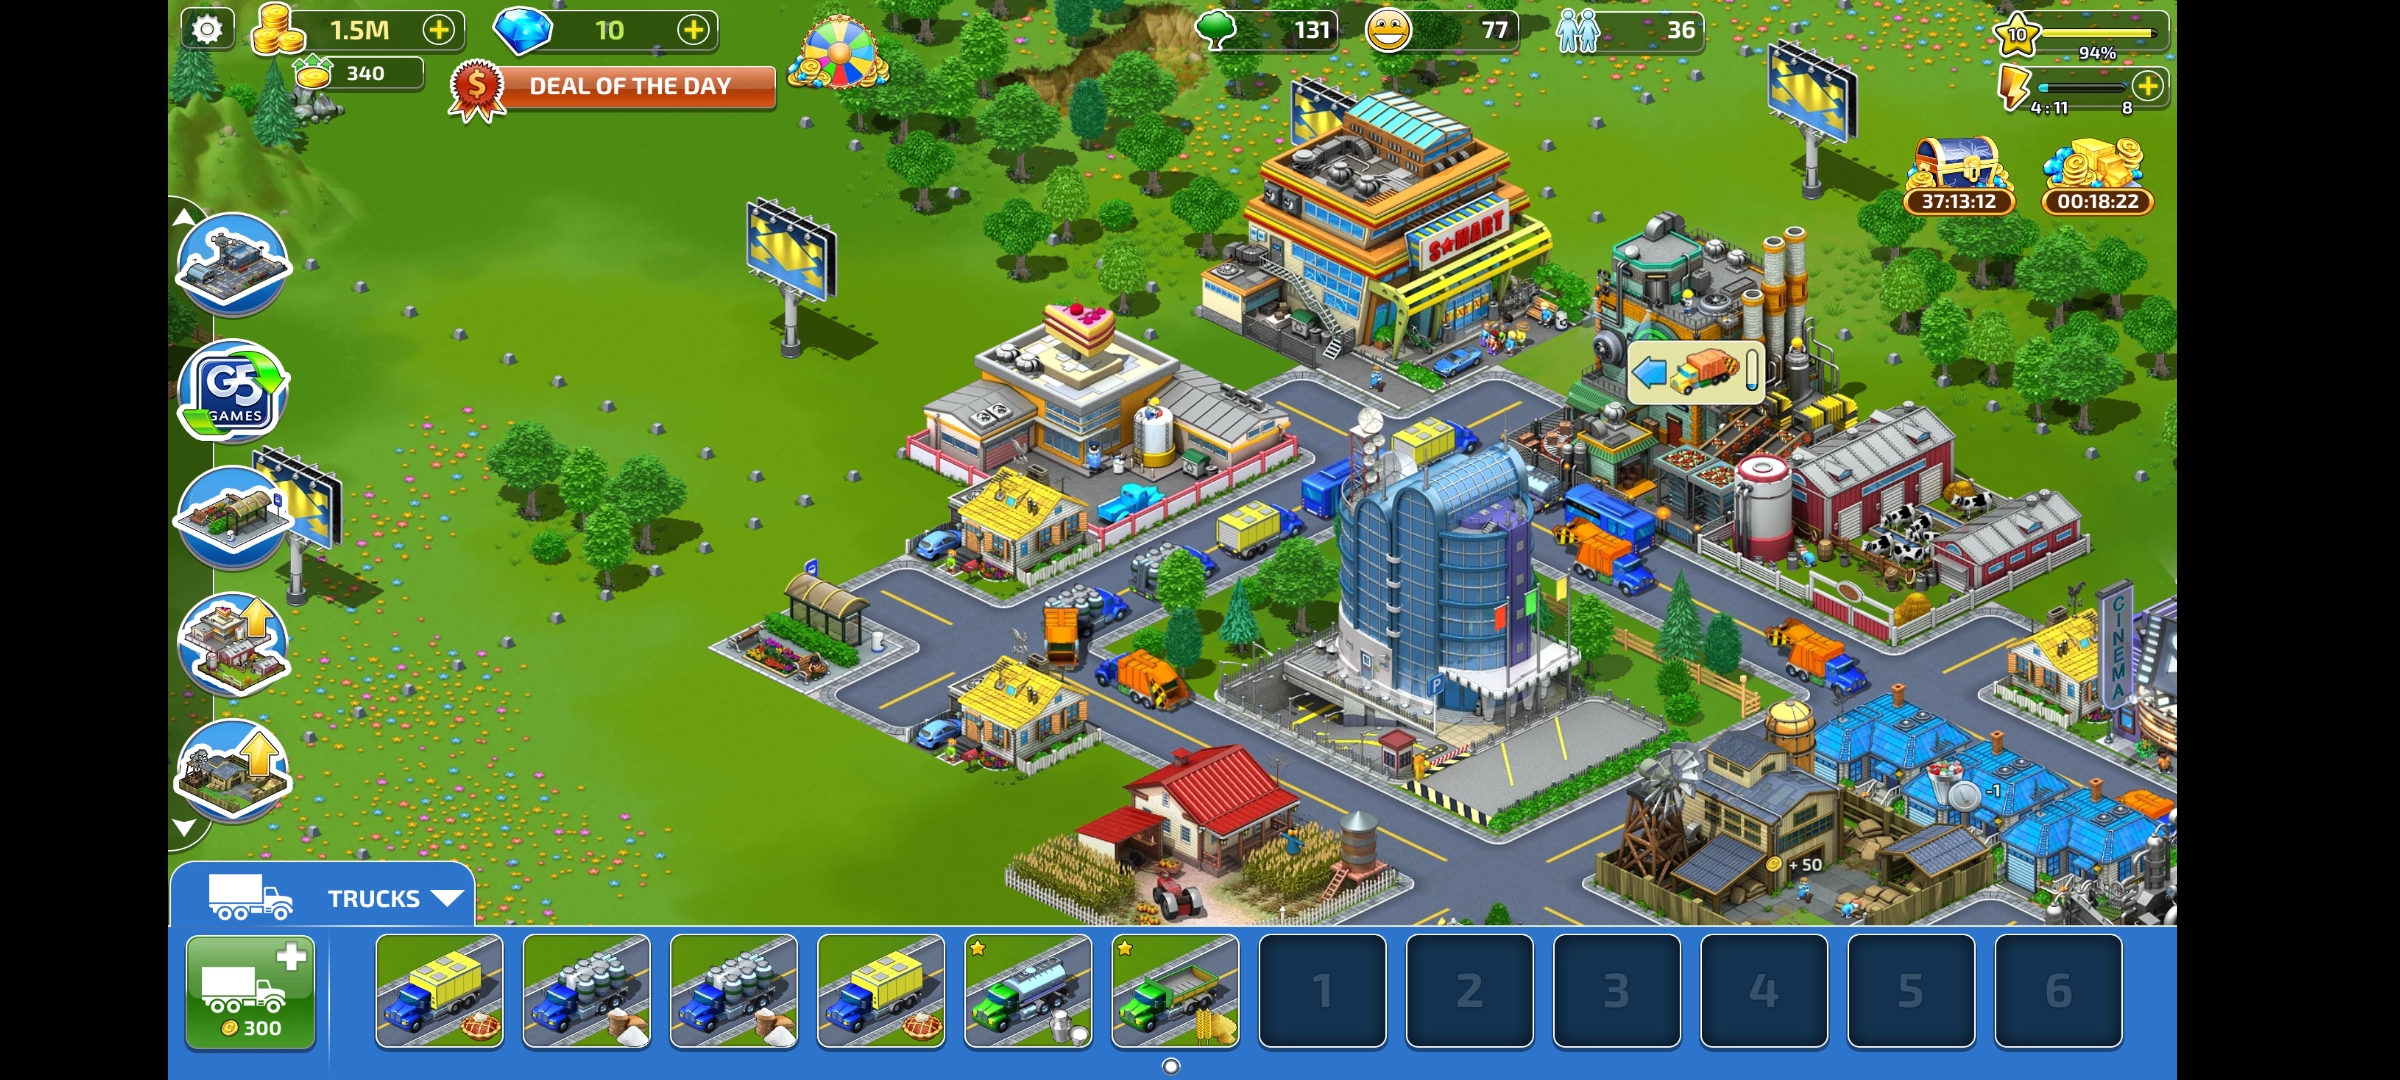 1.5M
10
131
77
36
10
94%
340
DEAL OF THE DAY
4:11
8
37:13:12
00:18:22
S★MART
G5
GAMES
P
CINEMA
-1
+ 50
TRUCKS
300
1
2
3
4
5
6